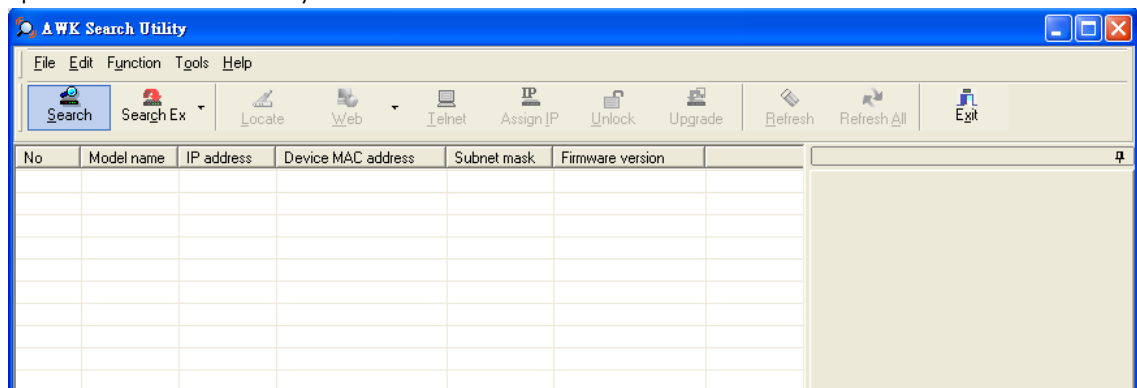 AWK Search Utility
File Edit Function Tools Help
Search Search Ex Locate Web Telnet Assign IP Unlock Upgrade Refresh Refresh All Exit
No Model name IP address Device MAC address Subnet mask Firmware version